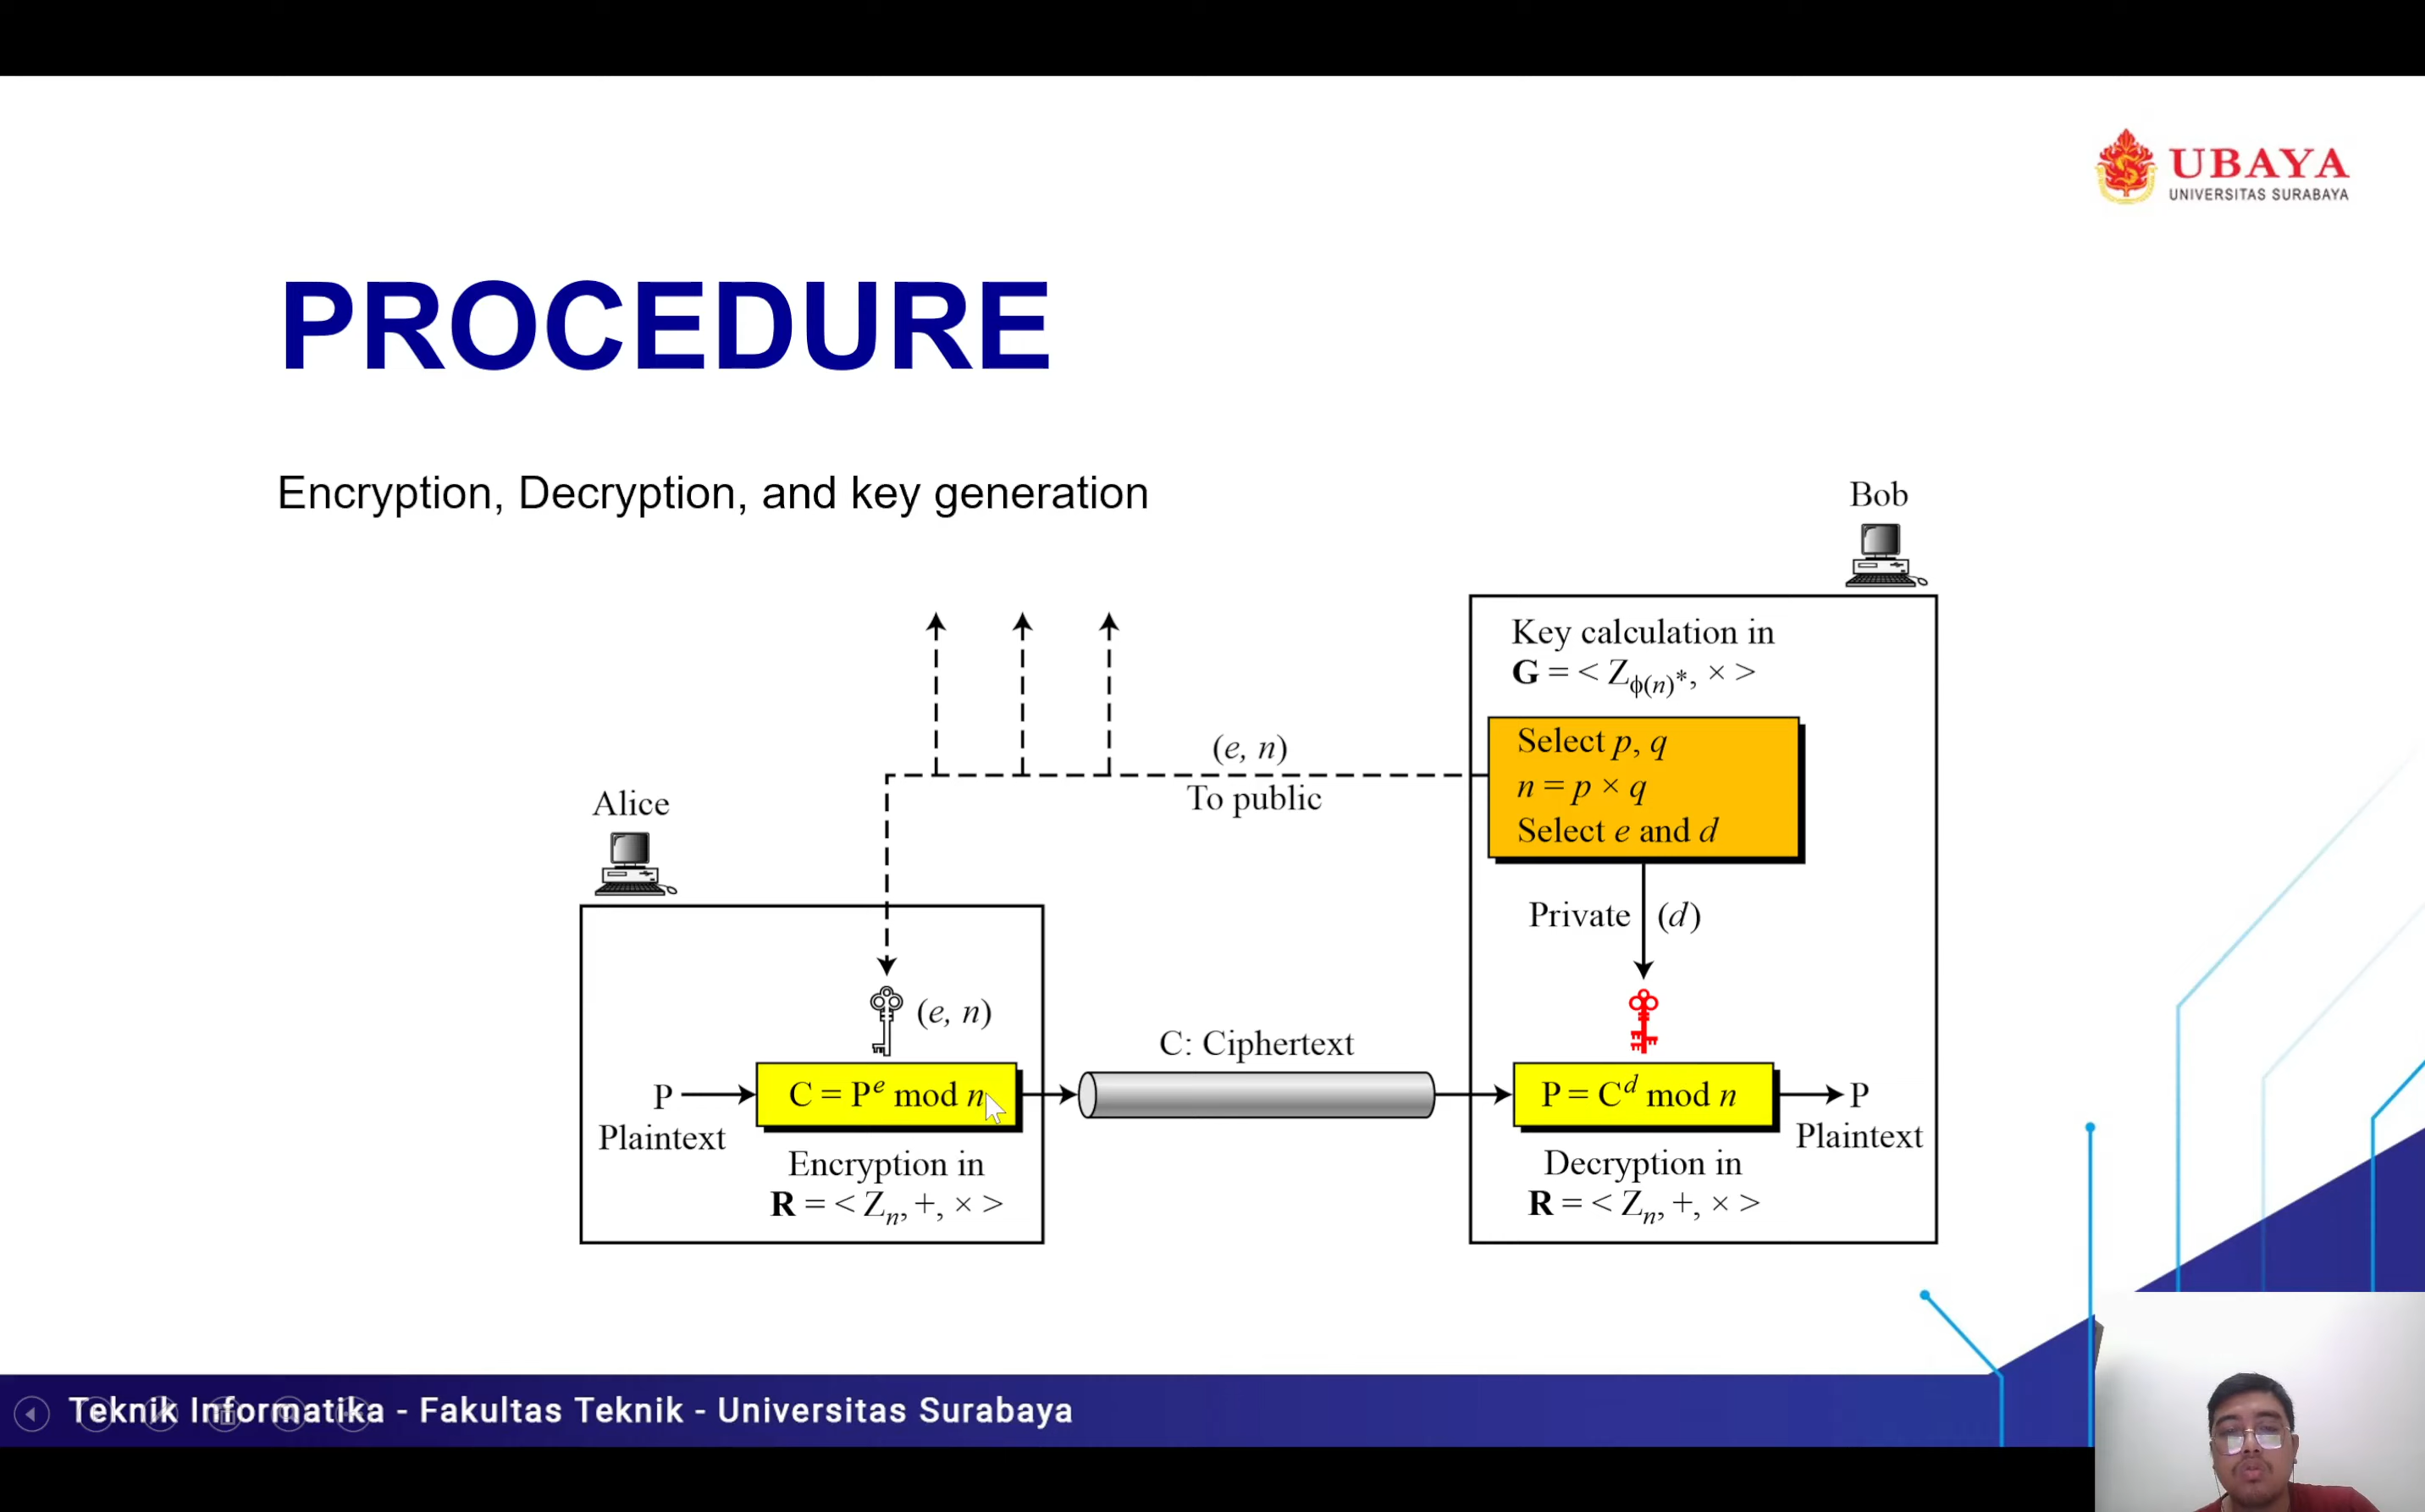 UBAYA
UNIVERSITAS SURABAYA
PROCEDURE
Encryption, Decryption, and key generation
Bob
Key calculation in
G = < Zϕ(n)*, × >
Select p, q
n = p × q
Select e and d
(e, n)
To public
Alice
Private (d)
(e, n)
C: Ciphertext
P
Plaintext
C = P^e mod n
P = C^d mod n
P
Plaintext
Encryption in
R = < Zn, +, × >
Decryption in
R = < Zn, +, × >
Teknik Informatika - Fakultas Teknik - Universitas Surabaya